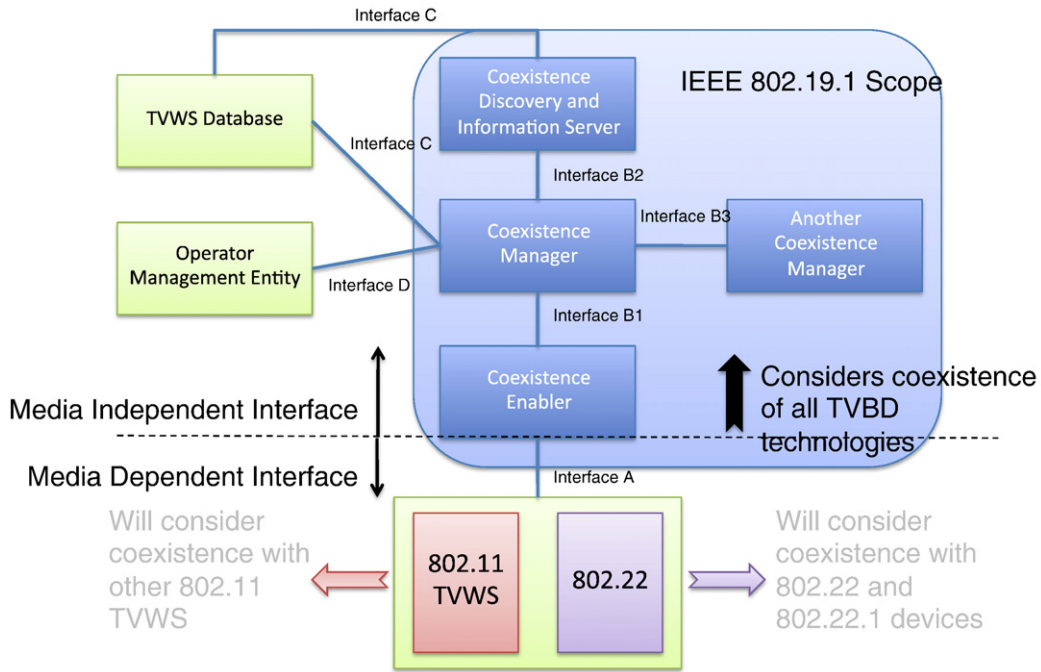 Interface C
IEEE 802.19.1 Scope
Coexistence
Discovery and
Information Server
TVWS Database
Interface C
Interface B2
Coexistence
Manager
Interface B3
Another
Coexistence
Manager
Operator
Management Entity
Interface D
Interface B1
Coexistence
Enabler
Considers coexistence
of all TVBD
technologies
Media Independent Interface
Media Dependent Interface
Interface A
Will consider
coexistence with
other 802.11
TVWS
802.11
TVWS
802.22
Will consider
coexistence with
802.22 and
802.22.1 devices